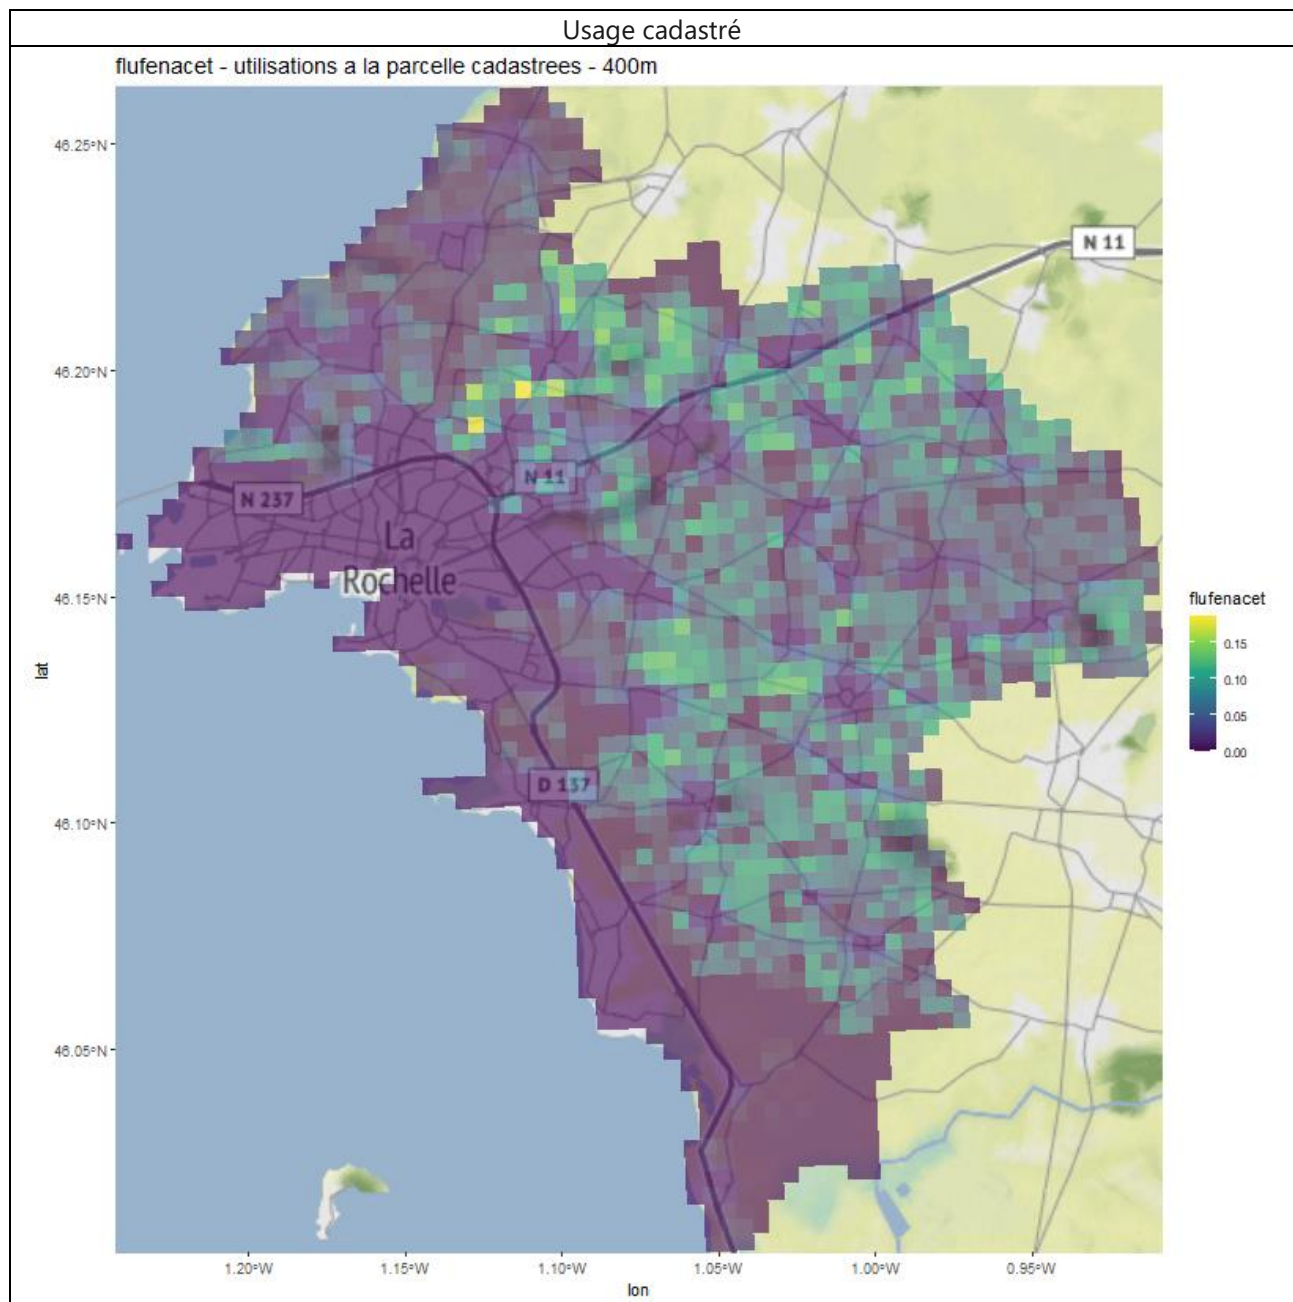 Usage cadastré
flufenacet - utilisations a la parcelle cadastrees - 400m
46.25°N
46.20°N
46.15°N
46.10°N
46.05°N
lat
N 11
N 11
N 237
La
Rochelle
D 137
flufenacet
0.15
0.10
0.05
0.00
1.20°W
1.15°W
1.10°W
1.05°W
1.00°W
0.95°W
lon